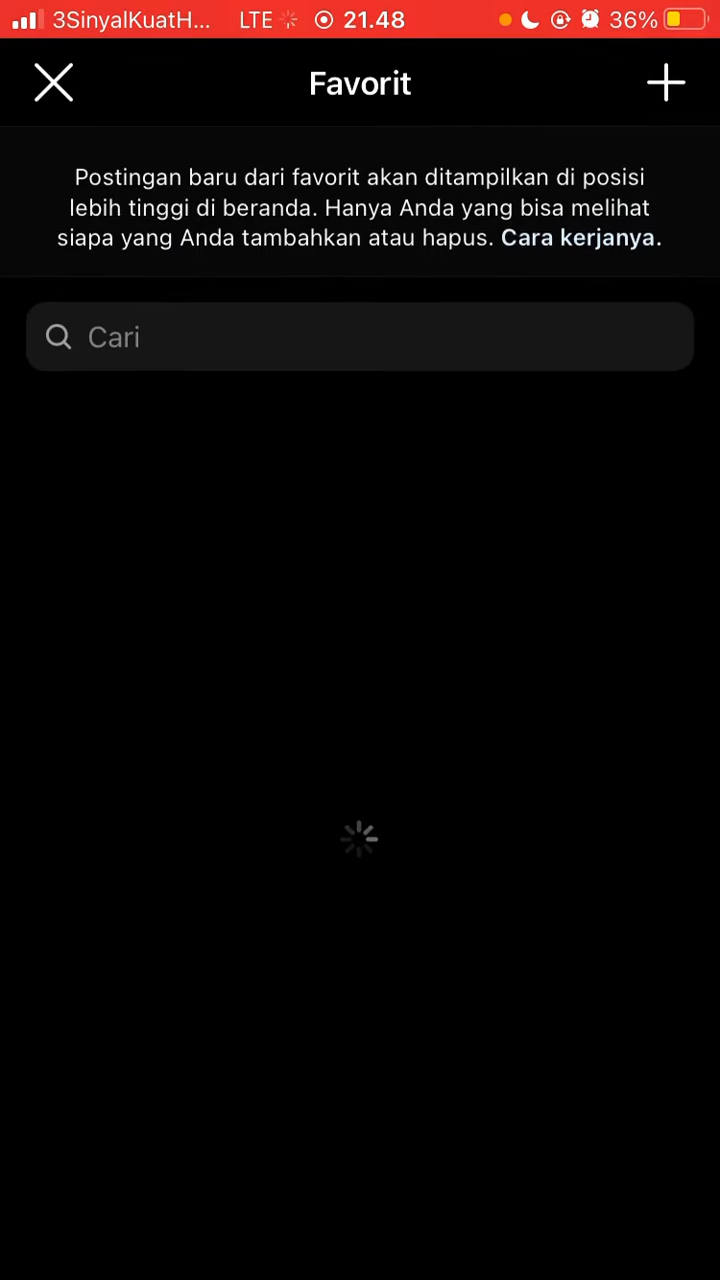 3SinyalKuatH... LTE 21.48 36%
Favorit
Postingan baru dari favorit akan ditampilkan di posisi
lebih tinggi di beranda. Hanya Anda yang bisa melihat
siapa yang Anda tambahkan atau hapus. Cara kerjanya.
Cari